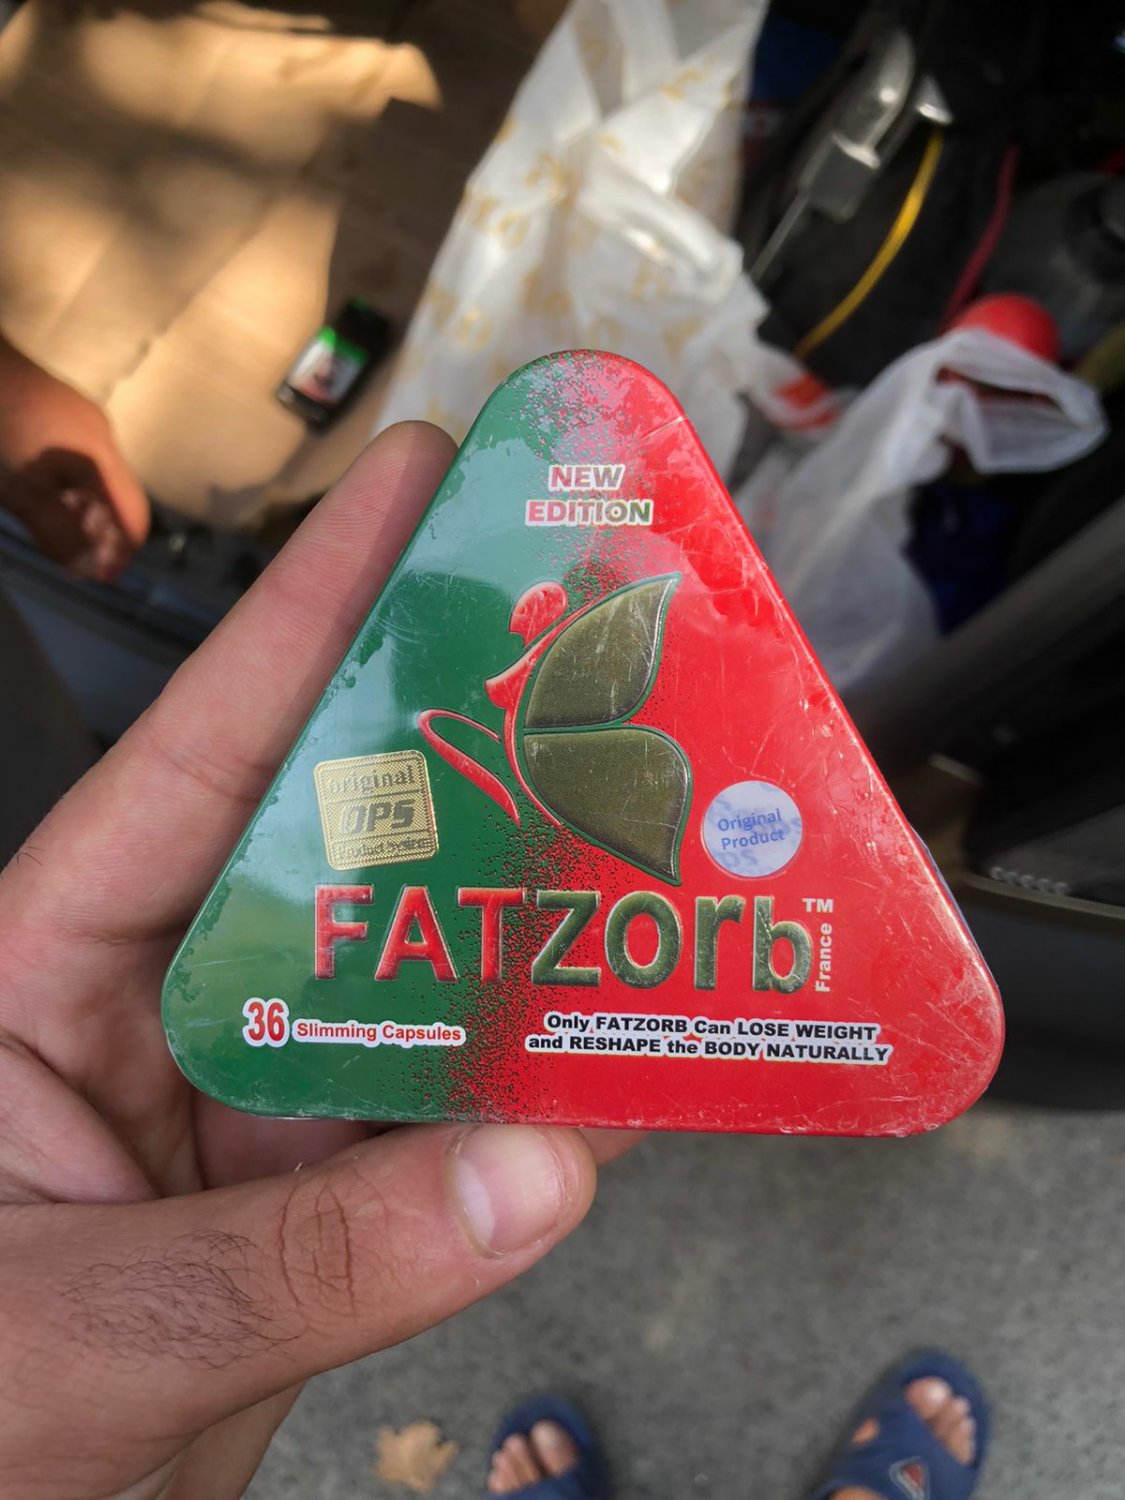 NEW
EDITION
original
OPS
Original
Product
FATZOrb™
France
36 Slimming Capsules
Only FATZORB Can LOSE WEIGHT
and RESHAPE the BODY NATURALLY